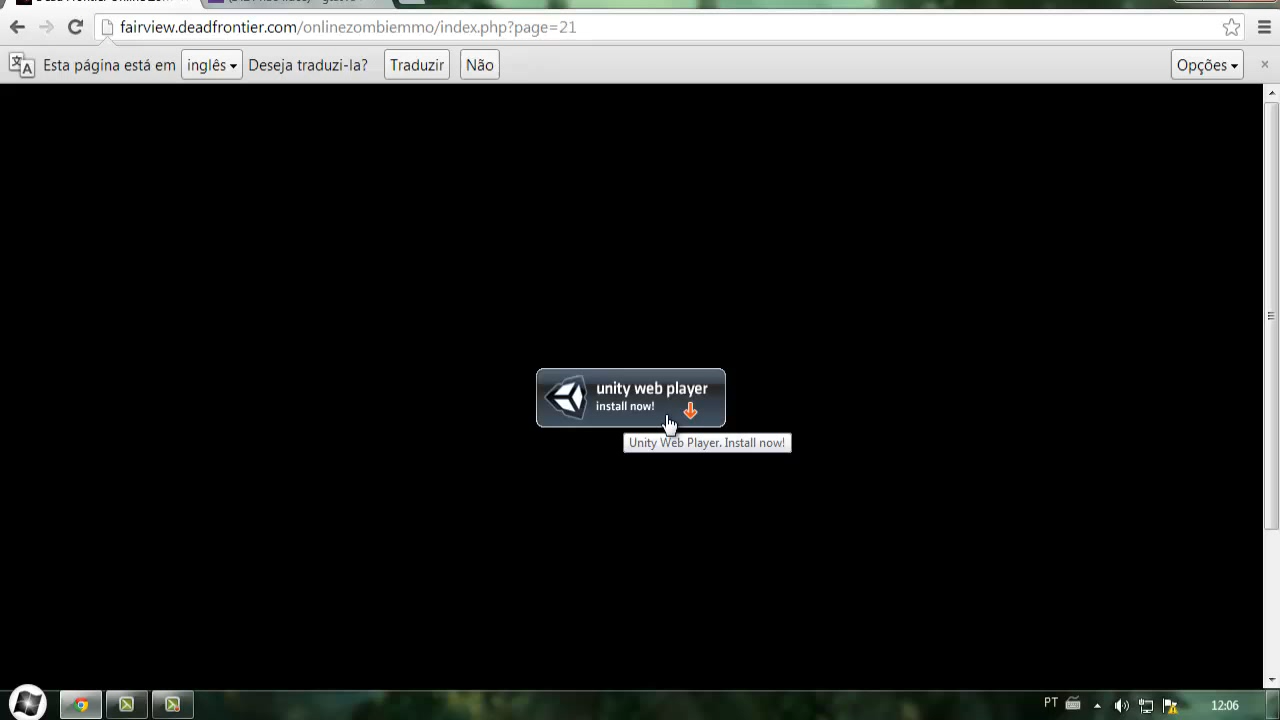 fairview.deadfrontier.com/onlinezombiemmo/index.php?page=21
Esta página está em inglês Deseja traduzi-la? Traduzir Não Opções
unity web player
install now!
Unity Web Player. Install now!
PT 12:06